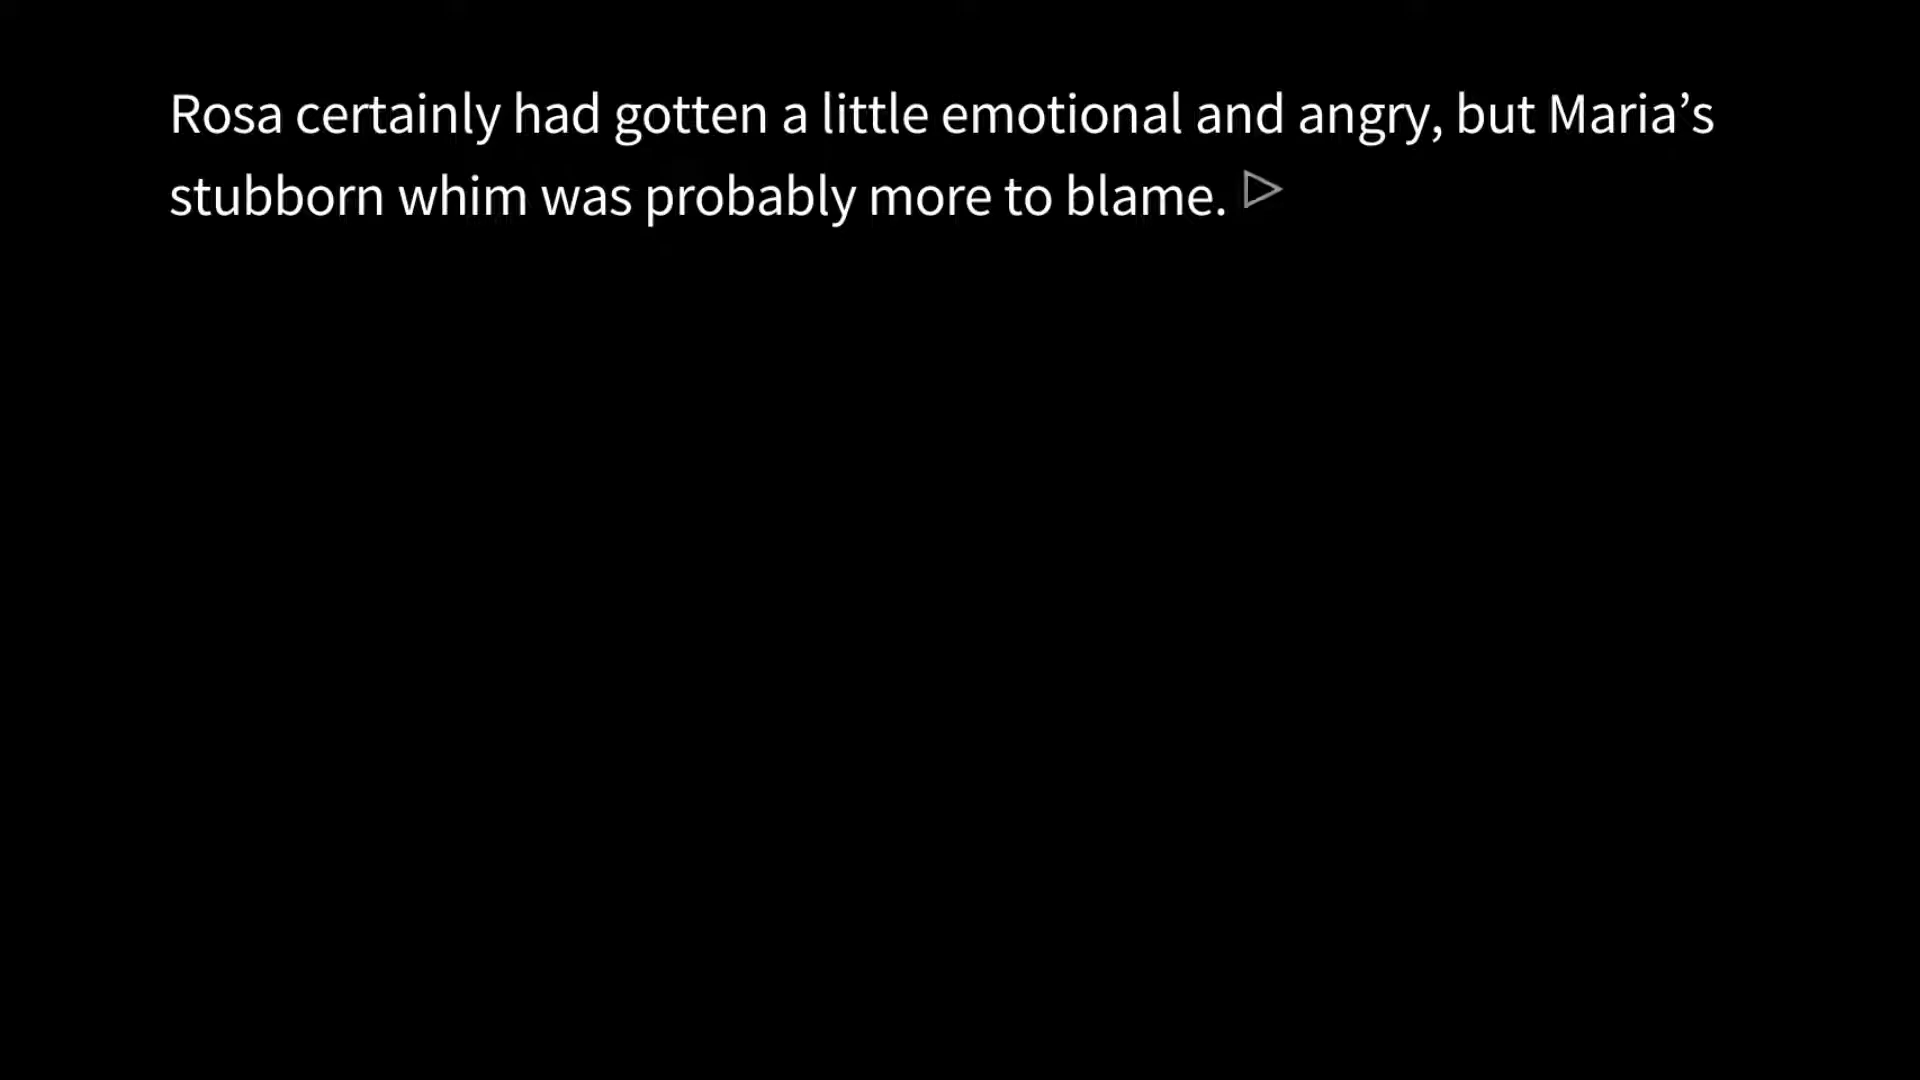 Rosa certainly had gotten a little emotional and angry, but Maria’s
stubborn whim was probably more to blame.